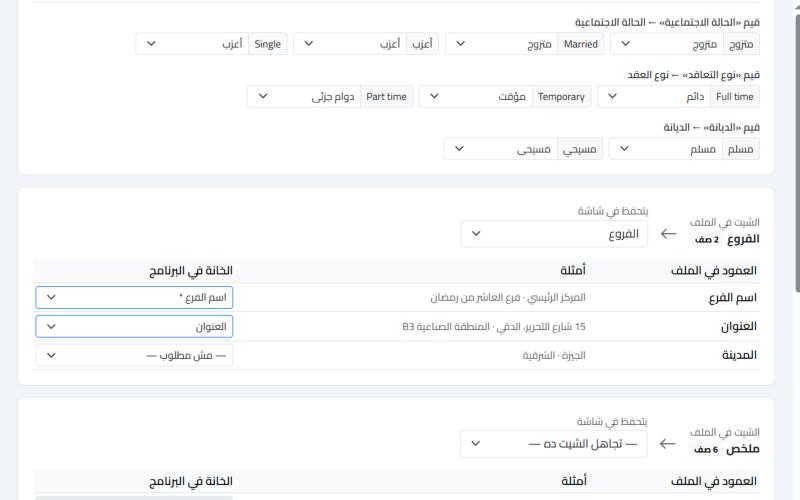 قيم «الحالة الاجتماعية» ← الحالة الاجتماعية
متزوج متزوج Married متزوج أعزب أعزب Single أعزب
قيم «نوع التعاقد» ← نوع العقد
Full time دائم Temporary مؤقت Part time دوام جزئى
قيم «الديانة» ← الديانة
مسلم مسلم مسيحي مسيحى
الشيت في الملف
الفروع 2 صف
←
يتحفظ في شاشة
الفروع
العمود في الملف أمثلة الخانة في البرنامج
اسم الفرع المركز الرئيسي · فرع العاشر من رمضان اسم الفرع *
العنوان 15 شارع التحرير، الدقي · المنطقة الصناعية B3 العنوان
المدينة الجيزة · الشرقية — مش مطلوب —
الشيت في الملف
ملخص 6 صف
←
يتحفظ في شاشة
— تجاهل الشيت ده —
العمود في الملف أمثلة الخانة في البرنامج